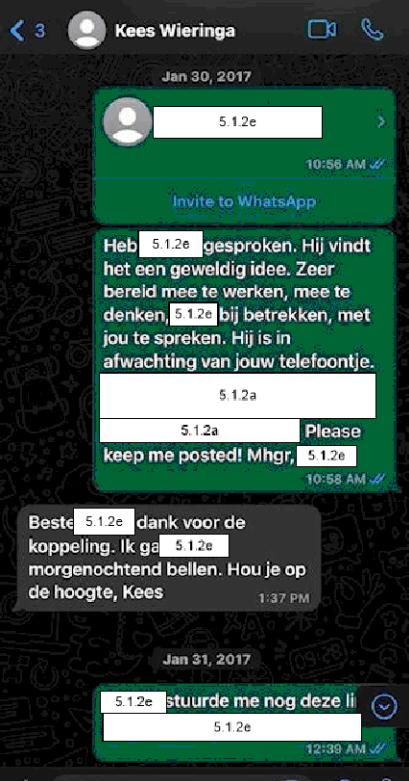 3 Kees Wieringa
Jan 30, 2017
5.1.2e
10:56 AM
Invite to WhatsApp
Heb 5.1.2e gesproken. Hij vindt
het een geweldig idee. Zeer
bereid mee te werken, mee te
denken, 5.1.2e bij betrekken, met
jou te spreken. Hij is in
afwachting van jouw telefoontje.
5.1.2a
5.1.2a Please
keep me posted! Mhgr, 5.1.2e
10:58 AM
Beste 5.1.2e dank voor de
koppeling. Ik ga 5.1.2e
morgenochtend bellen. Hou je op
de hoogte, Kees
1:37 PM
Jan 31, 2017
5.1.2e stuurde me nog deze li
5.1.2e
12:39 AM